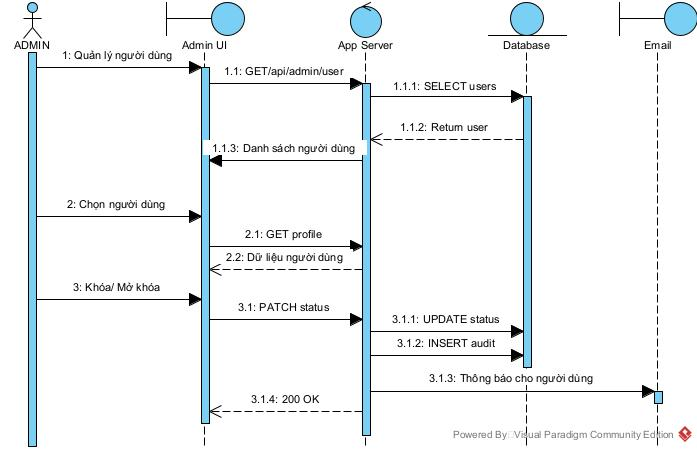 ADMIN
Admin UI
App Server
Database
Email
1: Quản lý người dùng
1.1: GET/api/admin/user
1.1.1: SELECT users
1.1.2: Return user
1.1.3: Danh sách người dùng
2: Chọn người dùng
2.1: GET profile
2.2: Dữ liệu người dùng
3: Khóa/ Mở khóa
3.1: PATCH status
3.1.1: UPDATE status
3.1.2: INSERT audit
3.1.3: Thông báo cho người dùng
3.1.4: 200 OK
Powered By Visual Paradigm Community Edition